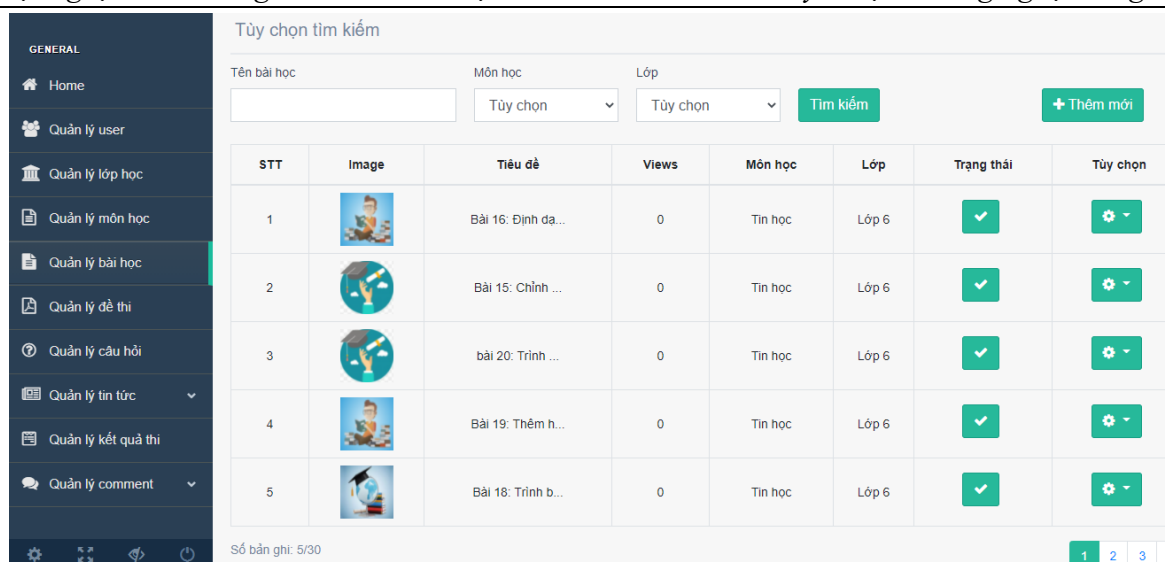 GENERAL
Home
Quản lý user
Quản lý lớp học
Quản lý môn học
Quản lý bài học
Quản lý đề thi
Quản lý câu hỏi
Quản lý tin tức
Quản lý kết quả thi
Quản lý comment
Tùy chọn tìm kiếm
Tên bài học Môn học Lớp
Tùy chọn Tùy chọn Tìm kiếm Thêm mới
STT Image Tiêu đề Views Môn học Lớp Trạng thái Tùy chọn
1 Bài 16: Định dạ... 0 Tin học Lớp 6
2 Bài 15: Chỉnh ... 0 Tin học Lớp 6
3 bài 20: Trình ... 0 Tin học Lớp 6
4 Bài 19: Thêm h... 0 Tin học Lớp 6
5 Bài 18: Trình b... 0 Tin học Lớp 6
Số bản ghi: 5/30
1 2 3